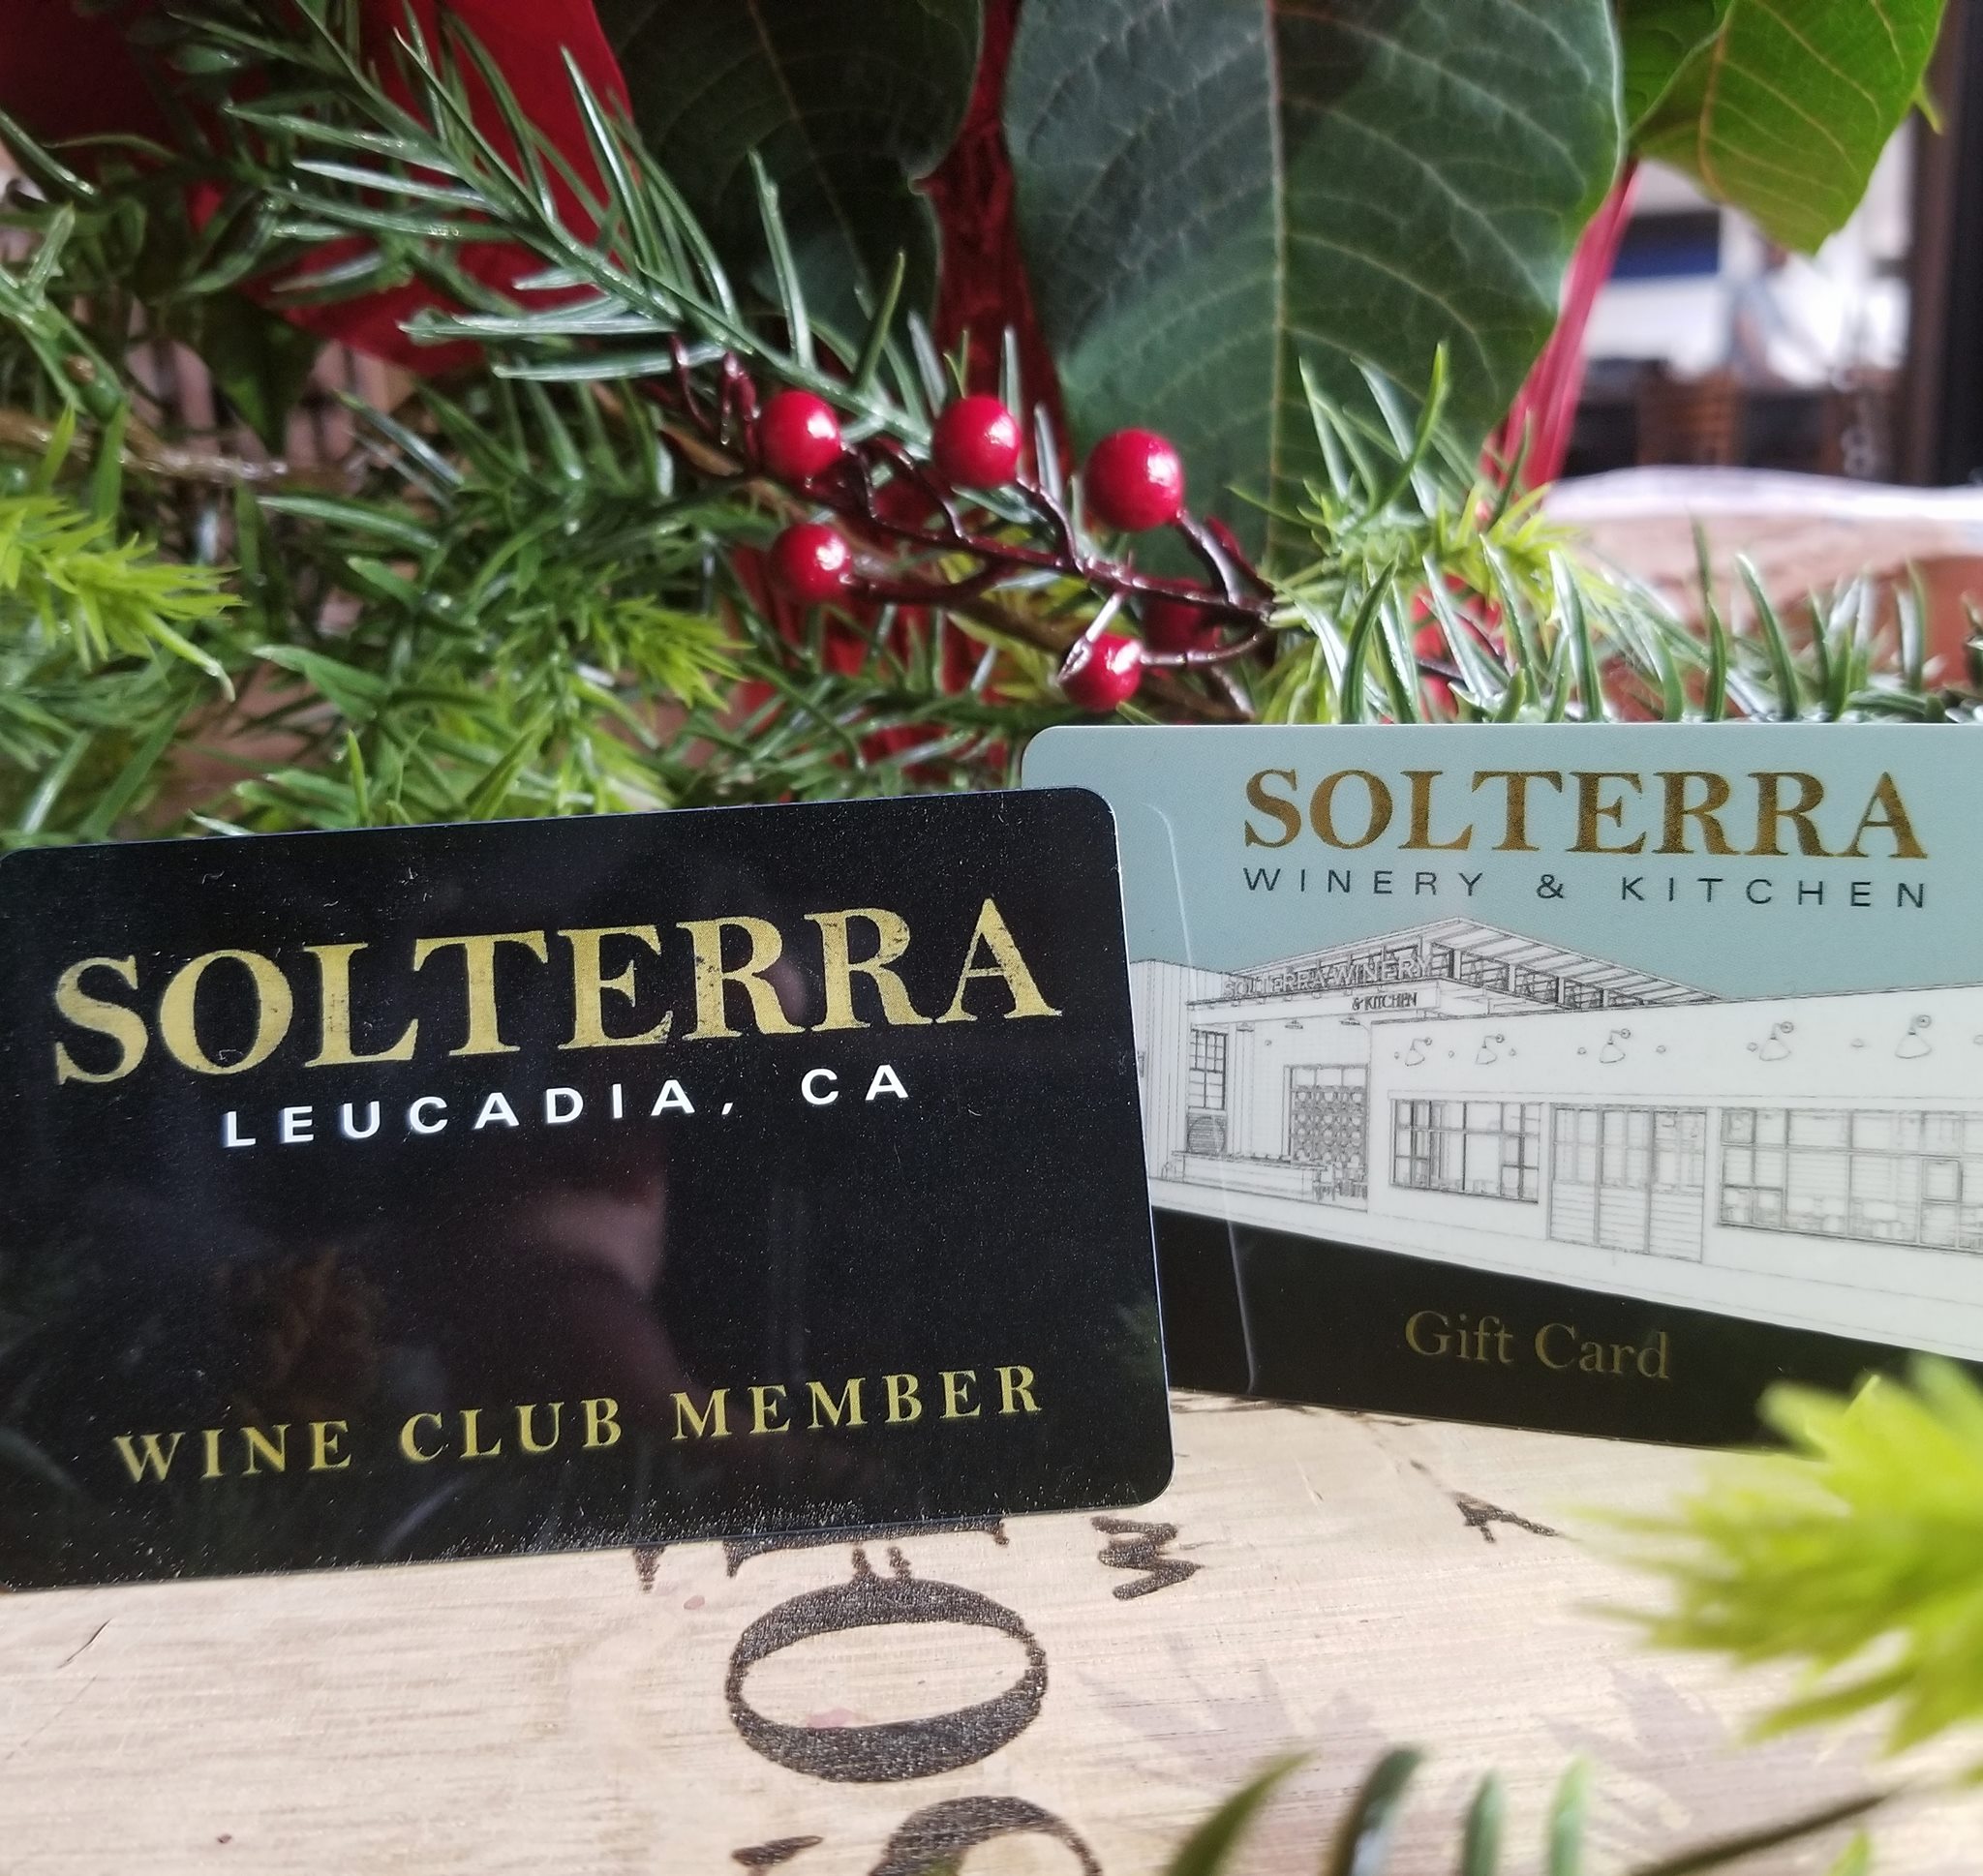 SOLTERRA
LEUCADIA, CA
WINE CLUB MEMBER
SOLTERRA
WINERY & KITCHEN
SOLTERRA WINERY
& KITCHEN
Gift Card